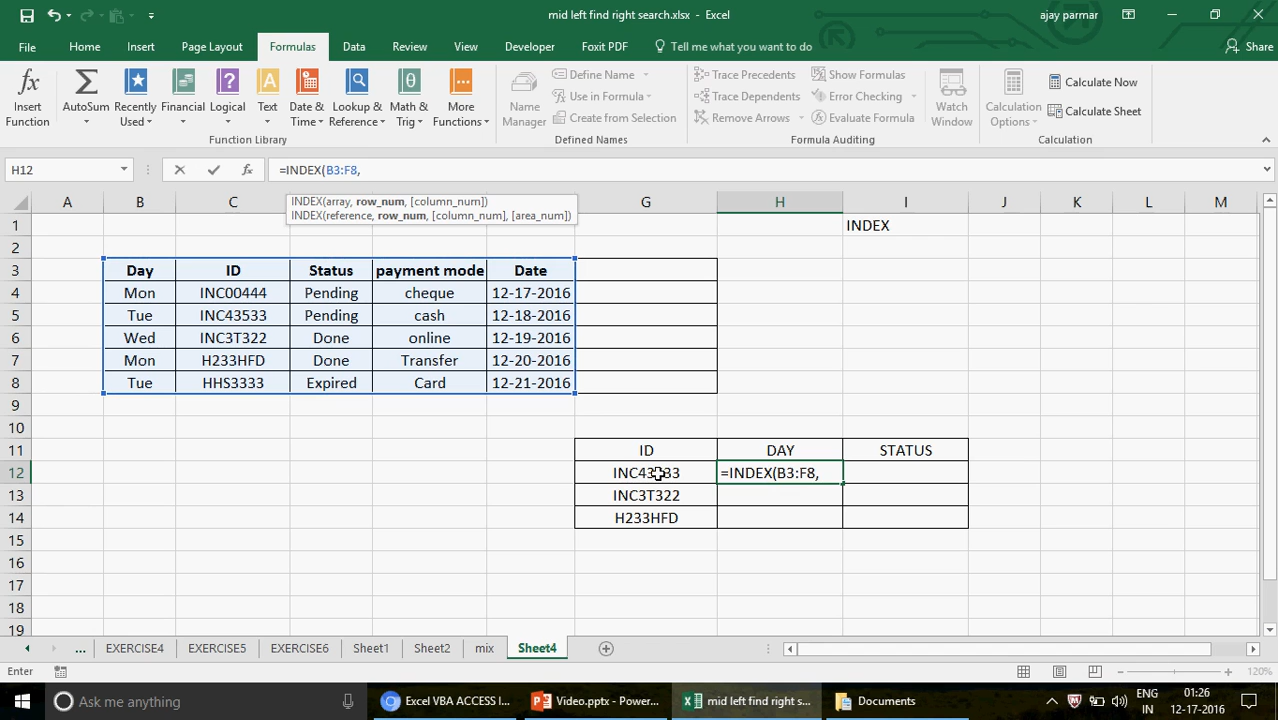 mid left find right search.xlsx - Excel
ajay parmar
File Home Insert Page Layout Formulas Data Review View Developer Foxit PDF Tell me what you want to do Share
fx Insert Function
Σ AutoSum
Recently Used
Financial
Logical
Text
Date & Time
Lookup & Reference
Math & Trig
More Functions
Function Library
Name Manager
Define Name
Use in Formula
Create from Selection
Defined Names
Trace Precedents
Trace Dependents
Remove Arrows
Show Formulas
Error Checking
Evaluate Formula
Formula Auditing
Watch Window
Calculation Options
Calculate Now
Calculate Sheet
Calculation
H12 fx =INDEX(B3:F8,
INDEX(array, row_num, [column_num])
INDEX(reference, row_num, [column_num], [area_num])
A B C G H I J K L M
1 INDEX
2
3 Day ID Status payment mode Date
4 Mon INC00444 Pending cheque 12-17-2016
5 Tue INC43533 Pending cash 12-18-2016
6 Wed INC3T322 Done online 12-19-2016
7 Mon H233HFD Done Transfer 12-20-2016
8 Tue HHS3333 Expired Card 12-21-2016
9
10
11 ID DAY STATUS
12 =INDEX(B3:F8,
13 INC3T322
14 H233HFD
15
16
17
18
19
... EXERCISE4 EXERCISE5 EXERCISE6 Sheet1 Sheet2 mix Sheet4
Enter 120%
Ask me anything
Excel VBA ACCESS I...
Video.pptx - Power...
mid left find right s...
Documents
ENG 01:26
IN 12-17-2016